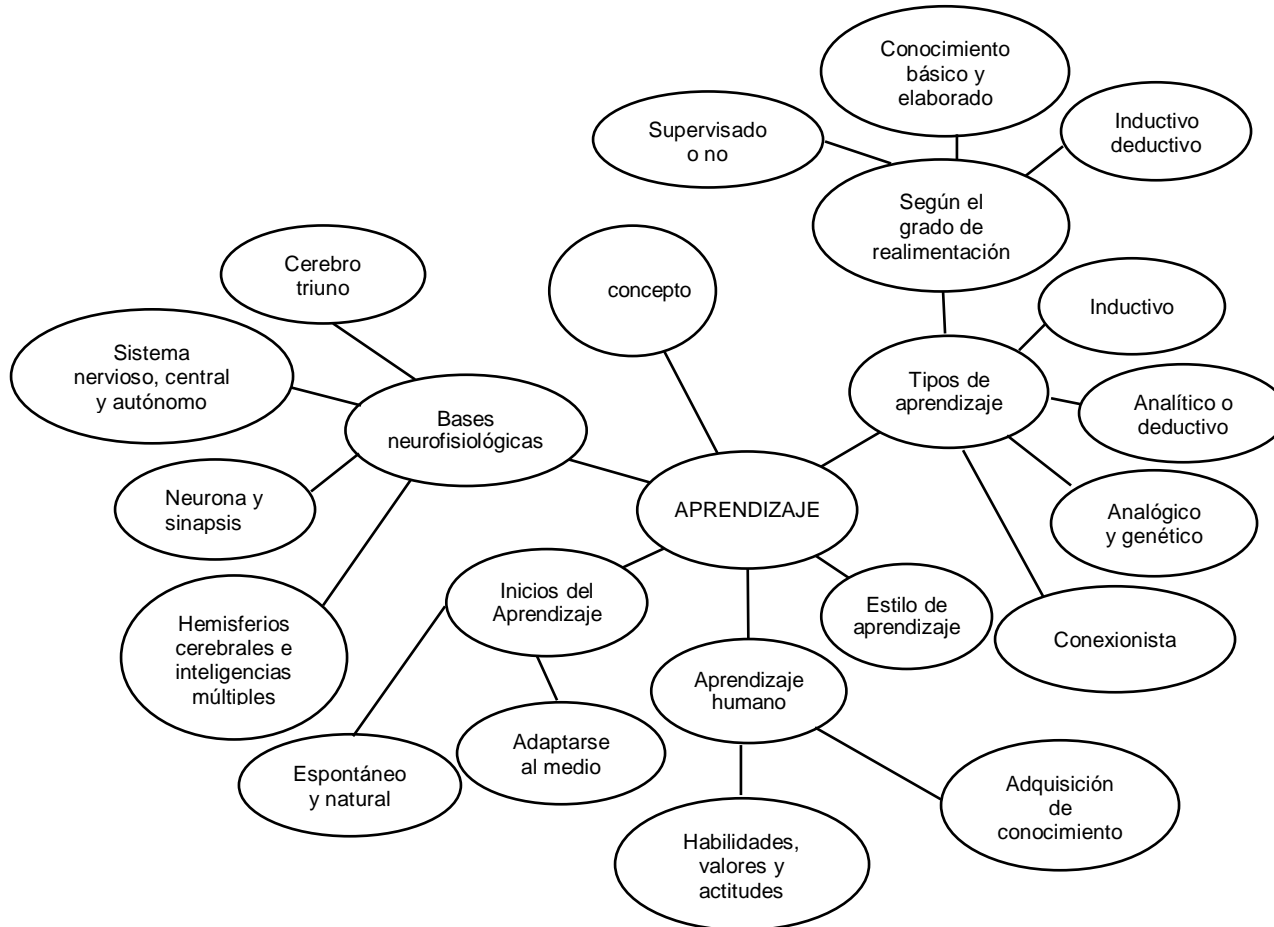 Conocimiento
básico y
elaborado
Supervisado
o no
Inductivo
deductivo
Según el
grado de
realimentación
Cerebro
triuno
concepto
Inductivo
Sistema
nervioso, central
y autónomo
Tipos de
aprendizaje
Analítico o
deductivo
Bases
neurofisiológicas
Neurona y
sinapsis
APRENDIZAJE
Analógico
y genético
Inicios del
Aprendizaje
Estilo de
aprendizaje
Conexionista
Hemisferios
cerebrales e
inteligencias
múltiples
Aprendizaje
humano
Adaptarse
al medio
Espontáneo
y natural
Adquisición
de
conocimiento
Habilidades,
valores y
actitudes